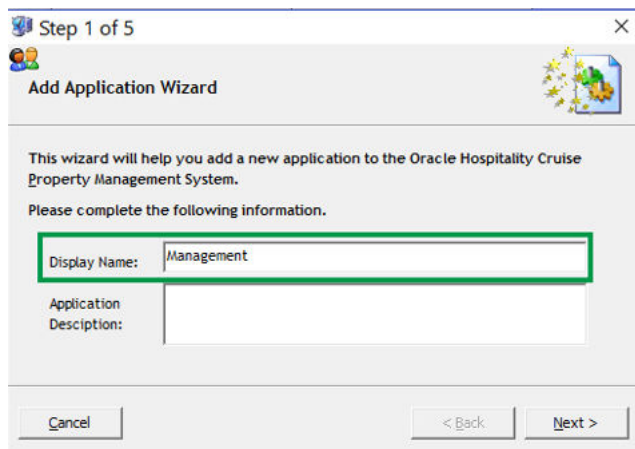 Step 1 of 5
Add Application Wizard
This wizard will help you add a new application to the Oracle Hospitality Cruise
Property Management System.
Please complete the following information.
Display Name:
Management
Application
Desciption:
Cancel
< Back
Next >